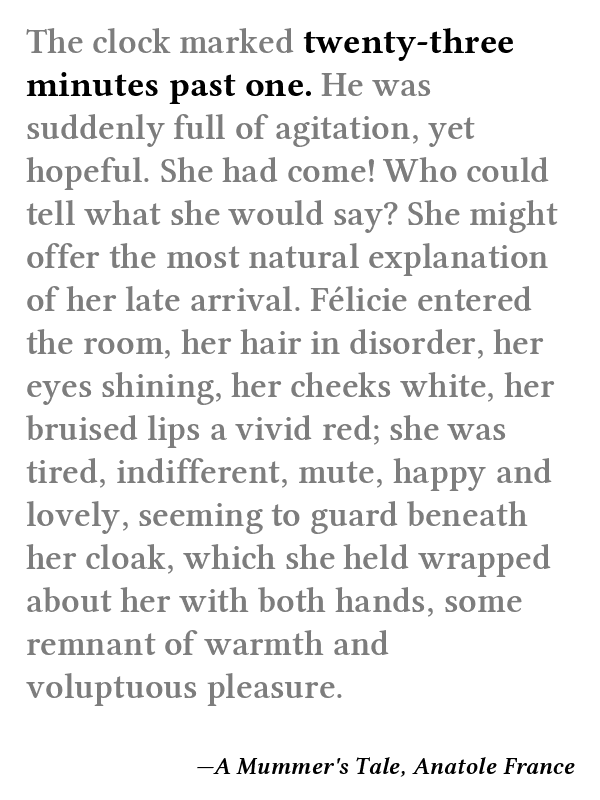 The clock marked twenty-three
minutes past one. He was
suddenly full of agitation, yet
hopeful. She had come! Who could
tell what she would say? She might
offer the most natural explanation
of her late arrival. Félicie entered
the room, her hair in disorder, her
eyes shining, her cheeks white, her
bruised lips a vivid red; she was
tired, indifferent, mute, happy and
lovely, seeming to guard beneath
her cloak, which she held wrapped
about her with both hands, some
remnant of warmth and
voluptuous pleasure.
—A Mummer's Tale, Anatole France